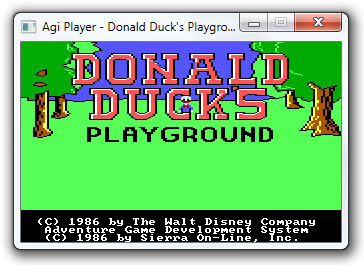 Agi Player - Donald Duck's Playgro...
DONALD
DUCK'S
PLAYGROUND
(C) 1986 by The Walt Disney Company
Adventure Game Development System
(C) 1986 by Sierra On-Line, Inc.